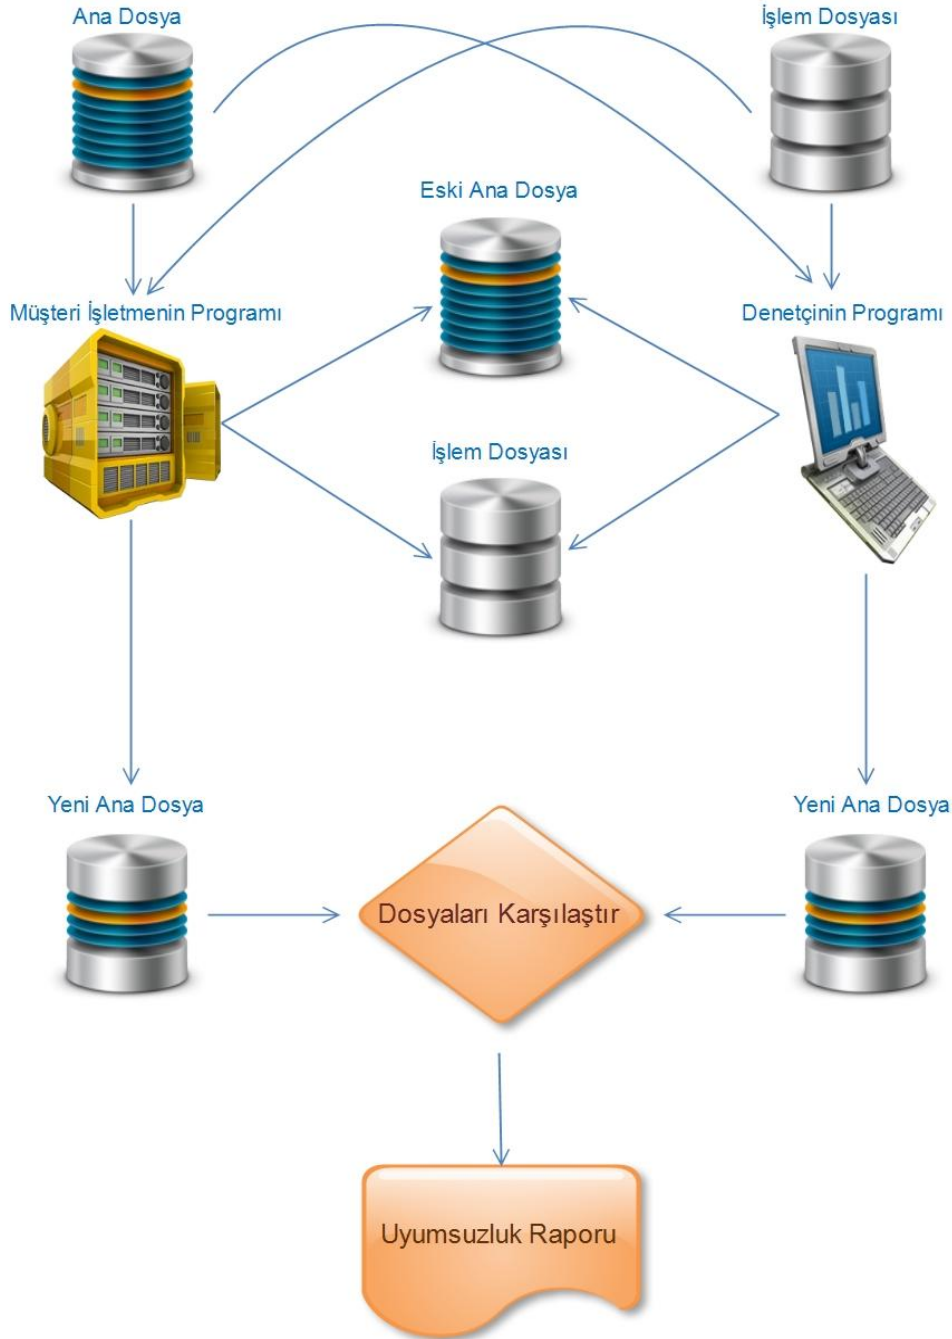 Ana Dosya
İşlem Dosyası
Eski Ana Dosya
Müşteri İşletmenin Programı
Denetçinin Programı
İşlem Dosyası
Yeni Ana Dosya
Yeni Ana Dosya
Dosyaları Karşılaştır
Uyumsuzluk Raporu